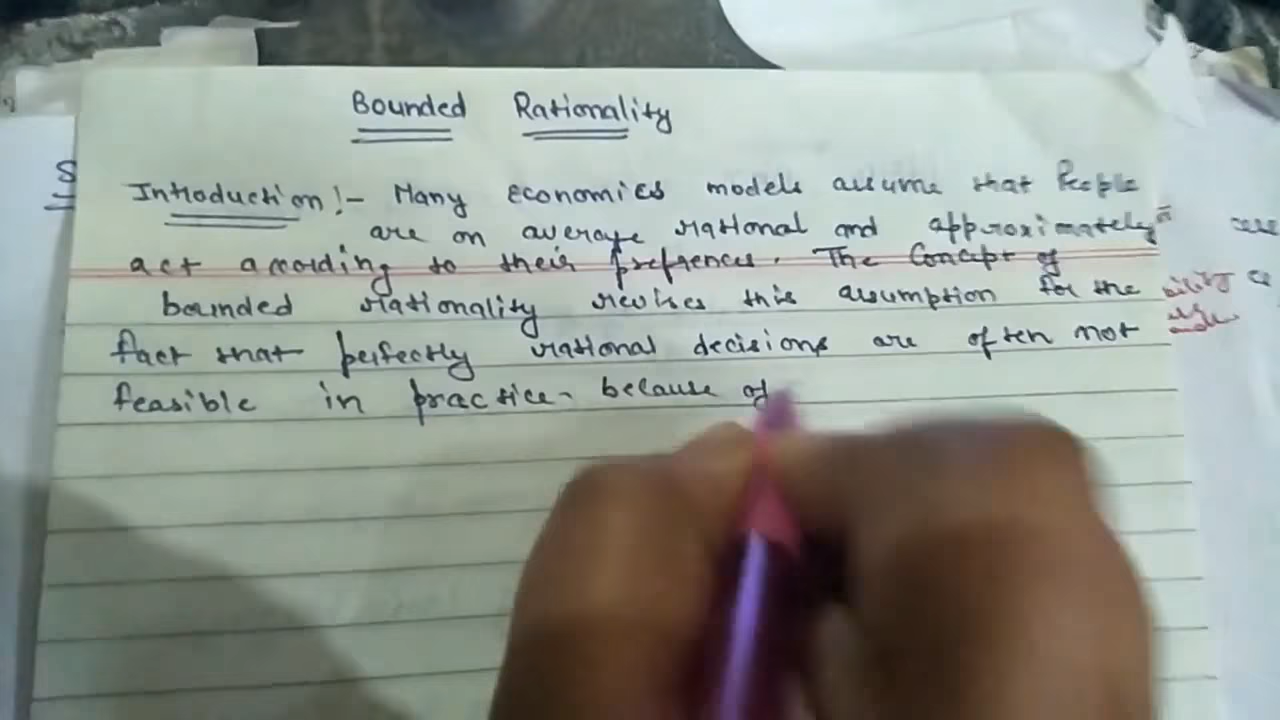 Bounded Rationality
Introduction!- Many economics models assume that People
are on average rational and approximately
act according to their prefrences. The Concept of
bounded rationality revises this assumption for the
fact that perfectly rational decisions are often not
feasible in practice. because of
S